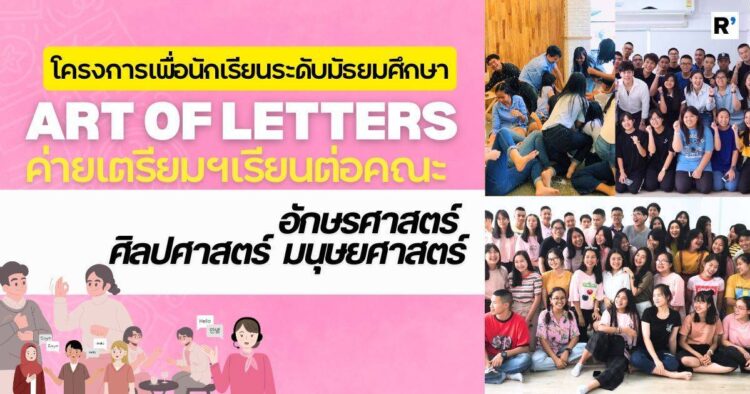 R'
โครงการเพื่อนักเรียนระดับมัธยมศึกษา
ART OF LETTERS
ค่ายเตรียมฯเรียนต่อคณะ
อักษรศาสตร์
ศิลปศาสตร์ มนุษยศาสตร์
Hello